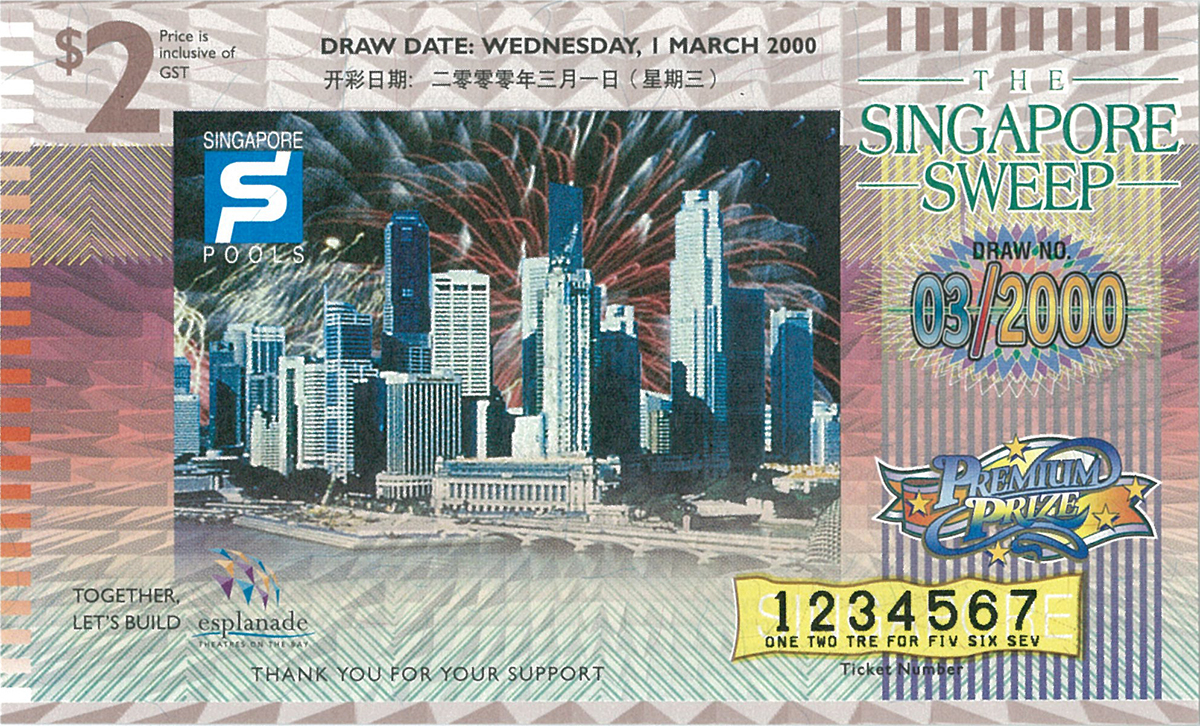 $2
Price is
inclusive of
GST
DRAW DATE: WEDNESDAY, 1 MARCH 2000
开彩日期: 二零零零年三月一日 (星期三)
THE
SINGAPORE
SWEEP
SINGAPORE
SP
POOLS
DRAW NO.
03/2000
PREMIUM
PRIZE
TOGETHER,
LET'S BUILD
esplanade
THEATRES ON THE BAY
1234567
ONE TWO TRE FOR FIV SIX SEV
Ticket Number
THANK YOU FOR YOUR SUPPORT